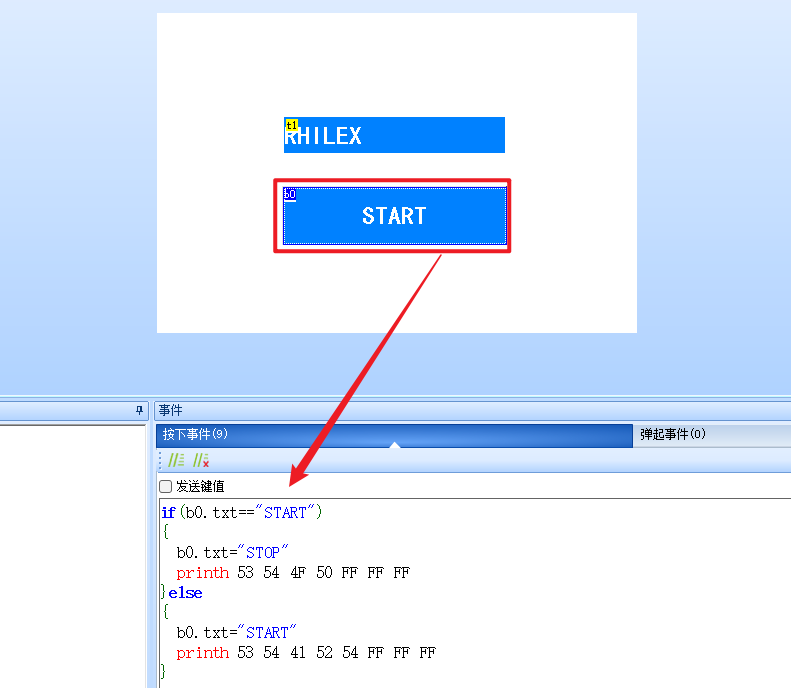 t1
RHILEX
b0
START
事件
按下事件(9)
弹起事件(0)
发送键值
if(b0.txt=="START")
{
b0.txt="STOP"
printh 53 54 4F 50 FF FF FF
}else
{
b0.txt="START"
printh 53 54 41 52 54 FF FF FF
}